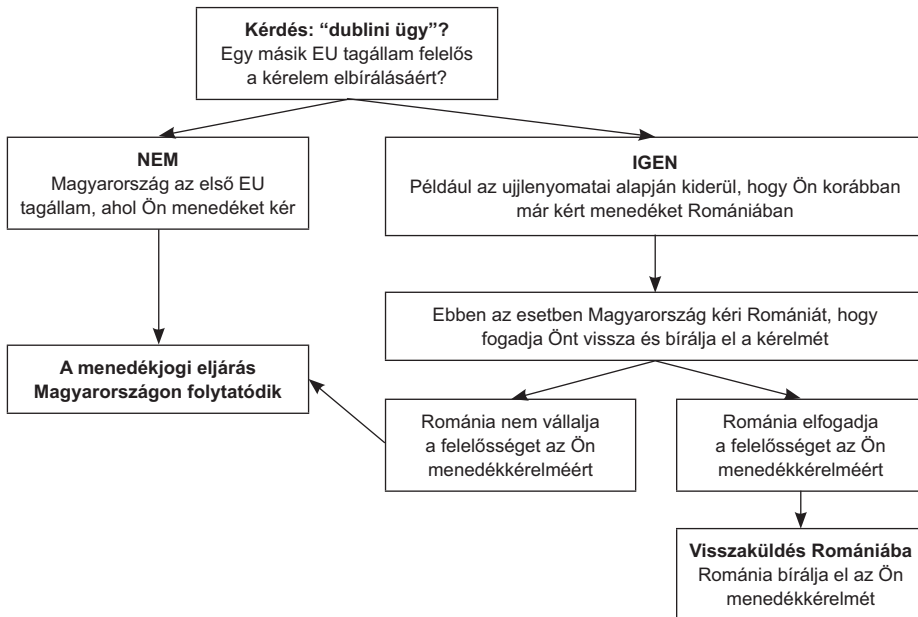 Kérdés: “dublini ügy”?
Egy másik EU tagállam felelős
a kérelem elbírálásáért?
NEM
Magyarország az első EU
tagállam, ahol Ön menedéket kér
IGEN
Például az ujjlenyomatai alapján kiderül, hogy Ön korábban
már kért menedéket Romániában
Ebben az esetben Magyarország kéri Romániát, hogy
fogadja Önt vissza és bírálja el a kérelmét
A menedékjogi eljárás
Magyarországon folytatódik
Románia nem vállalja
a felelősséget az Ön
menedékkérelméért
Románia elfogadja
a felelősséget az Ön
menedékkérelméért
Visszaküldés Romániába
Románia bírálja el az Ön
menedékkérelmét